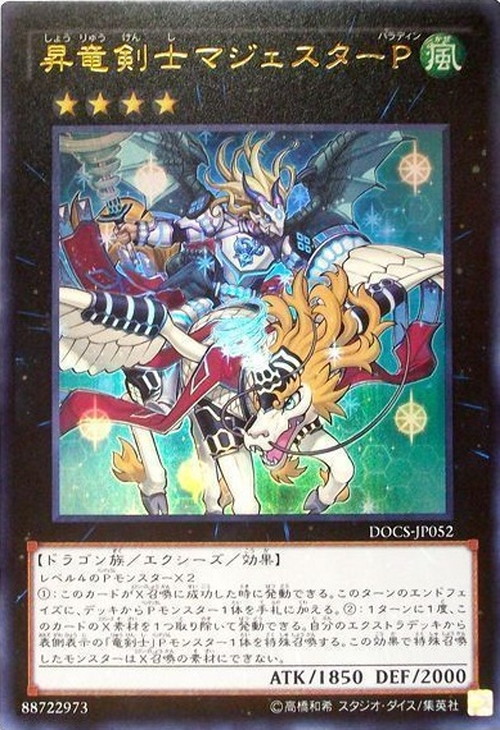 昇竜剣士マジェスターP
しょう りゅう けん し
パラディン
風
かぜ
DOCS-JP052
【ドラゴン族／エクシーズ／効果】
レベル4のPモンスター×2
①:このカードがX召喚に成功した時に発動できる。このターンのエンドフェ
イズに、デッキからPモンスター1体を手札に加える。②:1ターンに1度、こ
のカードのX素材を1つ取り除いて発動できる。自分のエクストラデッキから
表側表示の「竜剣士」Pモンスター1体を特殊召喚する。この効果で特殊召喚
したモンスターはX召喚の素材にできない。
ATK/1850 DEF/2000
88722973
©高橋和希 スタジオ・ダイス/集英社